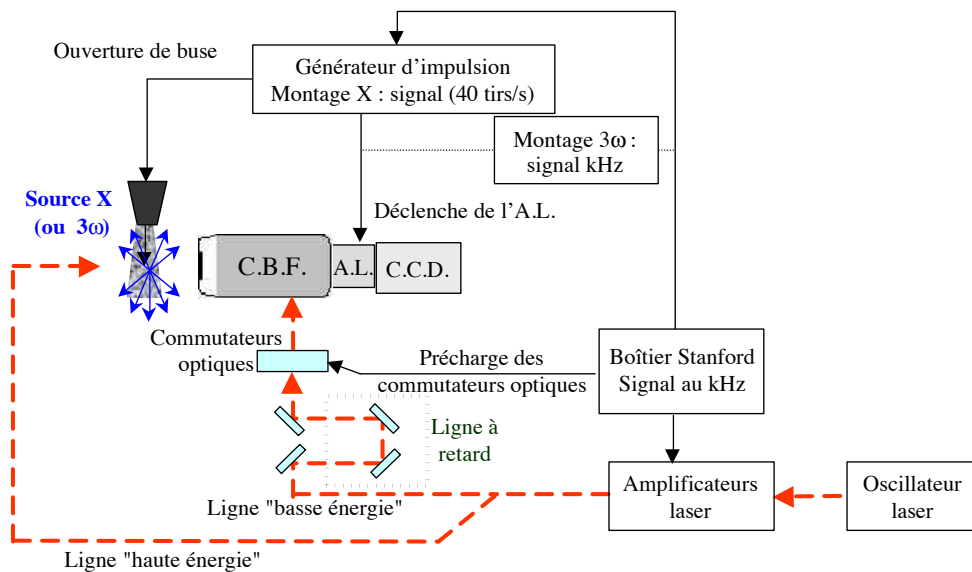 Ouverture de buse
Générateur d'impulsion
Montage X : signal (40 tirs/s)
Montage 3ω :
signal kHz
Source X
(ou 3ω)
Déclenche de l'A.L.
C.B.F.
A.L.
C.C.D.
Commutateurs
optiques
Précharge des
commutateurs optiques
Boîtier Stanford
Signal au kHz
Ligne à
retard
Ligne "basse énergie"
Amplificateurs
laser
Oscillateur
laser
Ligne "haute énergie"